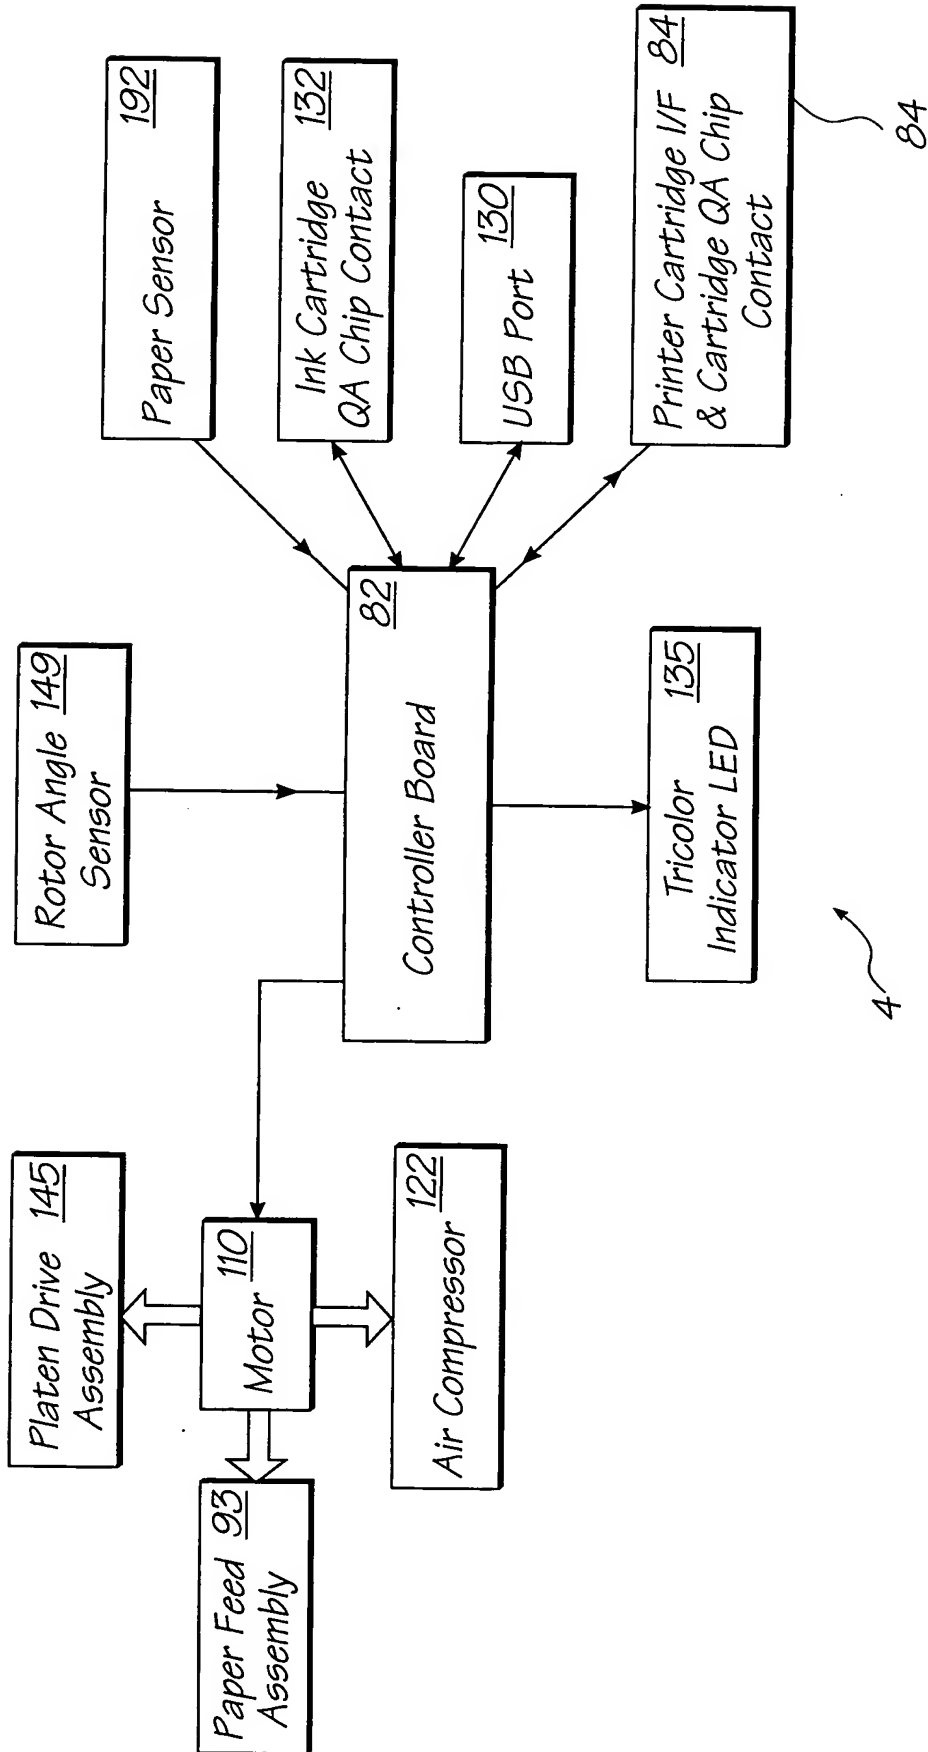 Paper Feed 93
Assembly
Platen Drive 145
Assembly
Motor 110
Air Compressor 122
Rotor Angle 149
Sensor
Controller Board 82
Tricolor 135
Indicator LED
Paper Sensor 192
Ink Cartridge 132
QA Chip Contact
USB Port 130
Printer Cartridge I/F 84
& Cartridge QA Chip
Contact
84
4